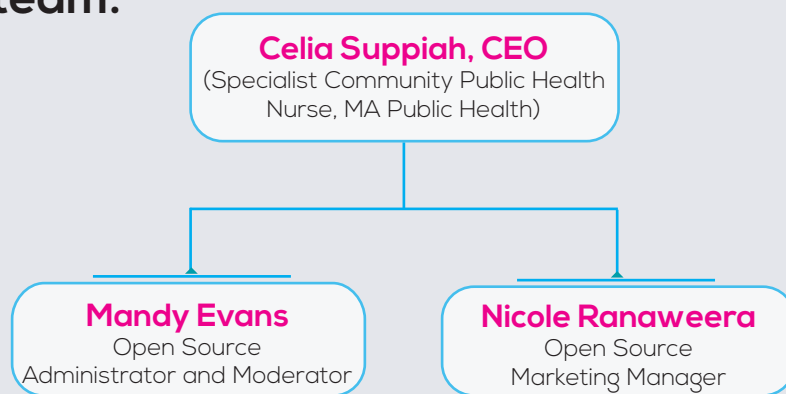 team.
Celia Suppiah, CEO
(Specialist Community Public Health
Nurse, MA Public Health)
Mandy Evans
Open Source
Administrator and Moderator
Nicole Ranaweera
Open Source
Marketing Manager